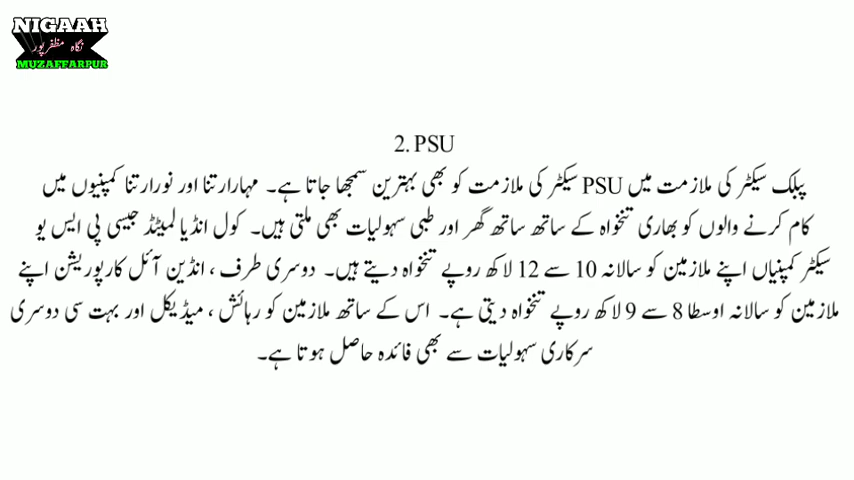 NIGAAH
نگاہ مظفرپور
MUZAFFARPUR
2. PSU
پبلک سیکٹر کی ملازمت میں PSU سیکٹر کی ملازمت کو بھی بہترین سمجھا جاتا ہے۔ مہارارتنا اور نورارتنا کمپنیوں میں
کام کرنے والوں کو بھاری تنخواہ کے ساتھ ساتھ گھر اور طبی سہولیات بھی ملتی ہیں۔ کول انڈیا لمیٹڈ جیسی پی ایس یو
سیکٹر کمپنیاں اپنے ملازمین کو سالانہ 10 سے 12 لاکھ روپے تنخواہ دیتے ہیں۔ دوسری طرف ، انڈین آئل کارپوریشن اپنے
ملازمین کو سالانہ اوسطا 8 سے 9 لاکھ روپے تنخواہ دیتی ہے۔ اس کے ساتھ ملازمین کو رہائش ، میڈیکل اور بہت سی دوسری
سرکاری سہولیات سے بھی فائدہ حاصل ہوتا ہے۔